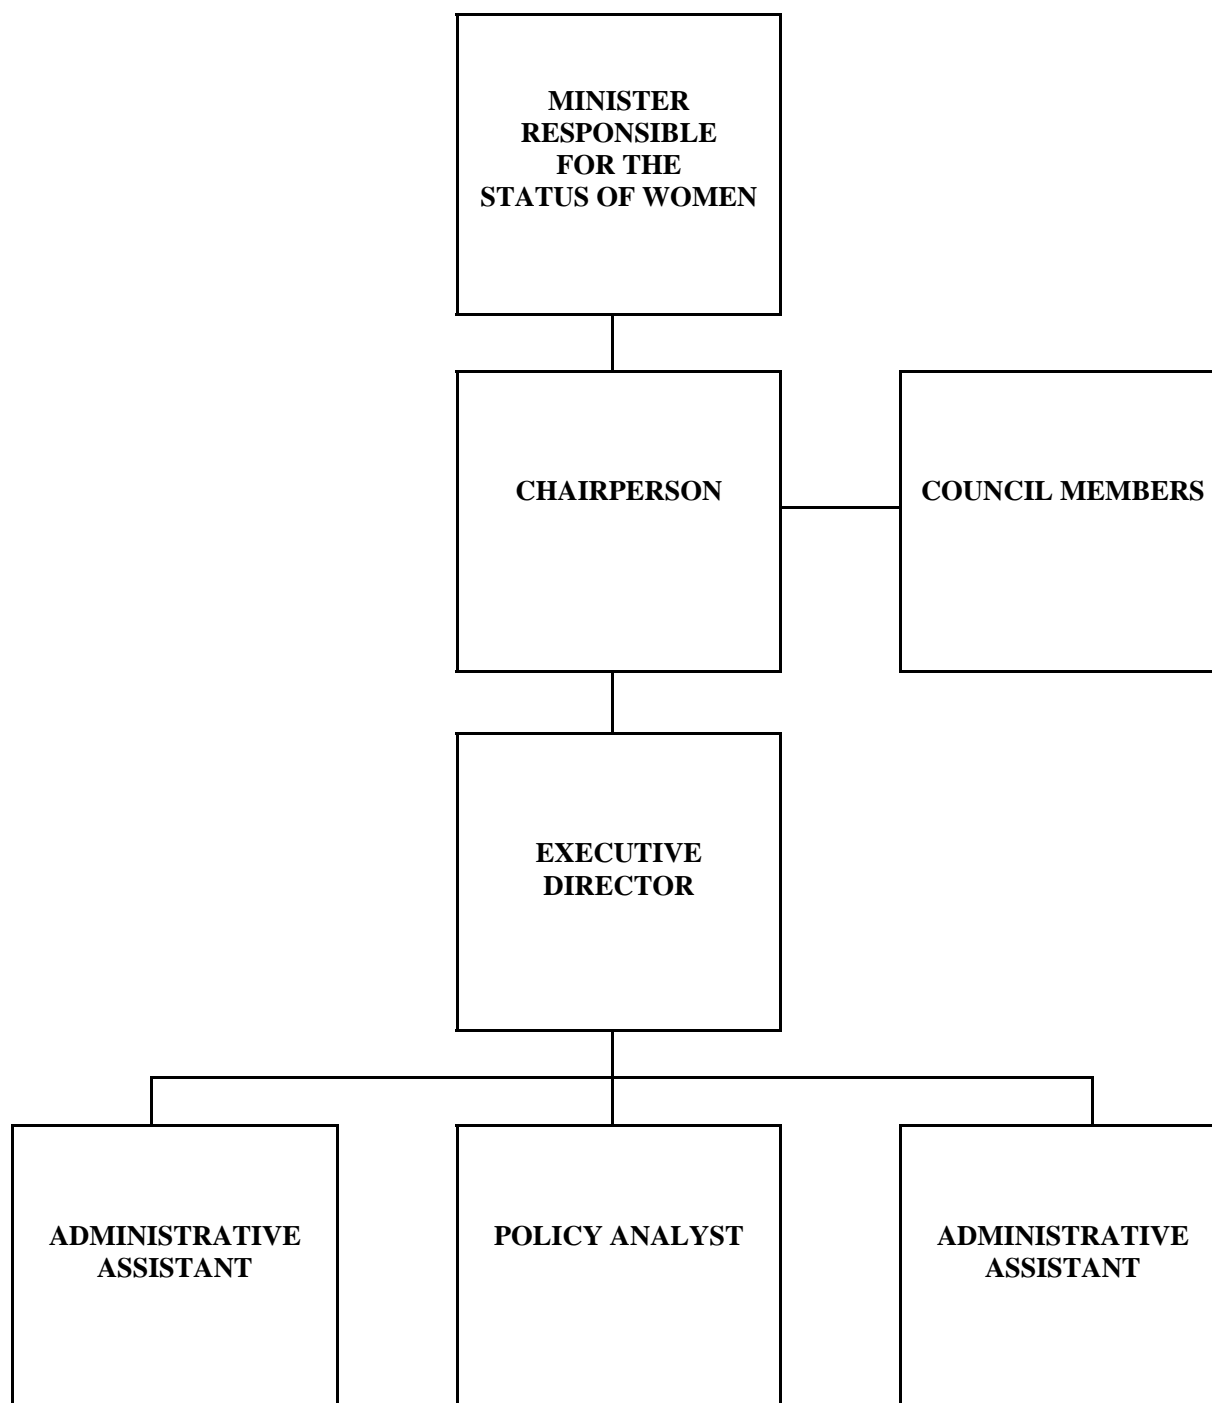 MINISTER
RESPONSIBLE
FOR THE
STATUS OF WOMEN
CHAIRPERSON
COUNCIL MEMBERS
EXECUTIVE
DIRECTOR
ADMINISTRATIVE
ASSISTANT
POLICY ANALYST
ADMINISTRATIVE
ASSISTANT